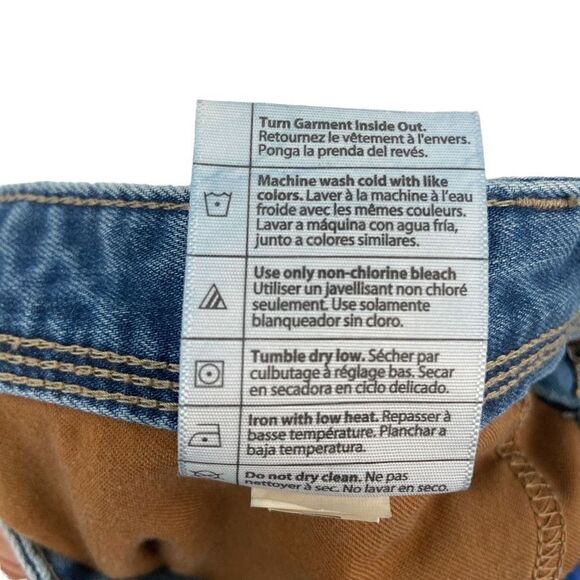 Turn Garment Inside Out.
Retournez le vêtement à l'envers.
Ponga la prenda del revés.
Machine wash cold with like
colors. Laver à la machine à l'eau
froide avec les mêmes couleurs.
Lavar a máquina con agua fría,
junto a colores similares.
Use only non-chlorine bleach
Utiliser un javellisant non chloré
seulement. Use solamente
blanqueador sin cloro.
Tumble dry low. Sécher par
culbutage à réglage bas. Secar
en secadora en ciclo delicado.
Iron with low heat. Repasser à
basse température. Planchar a
baja temperatura.
Do not dry clean. Ne pas
nettoyer à sec. No lavar en seco.